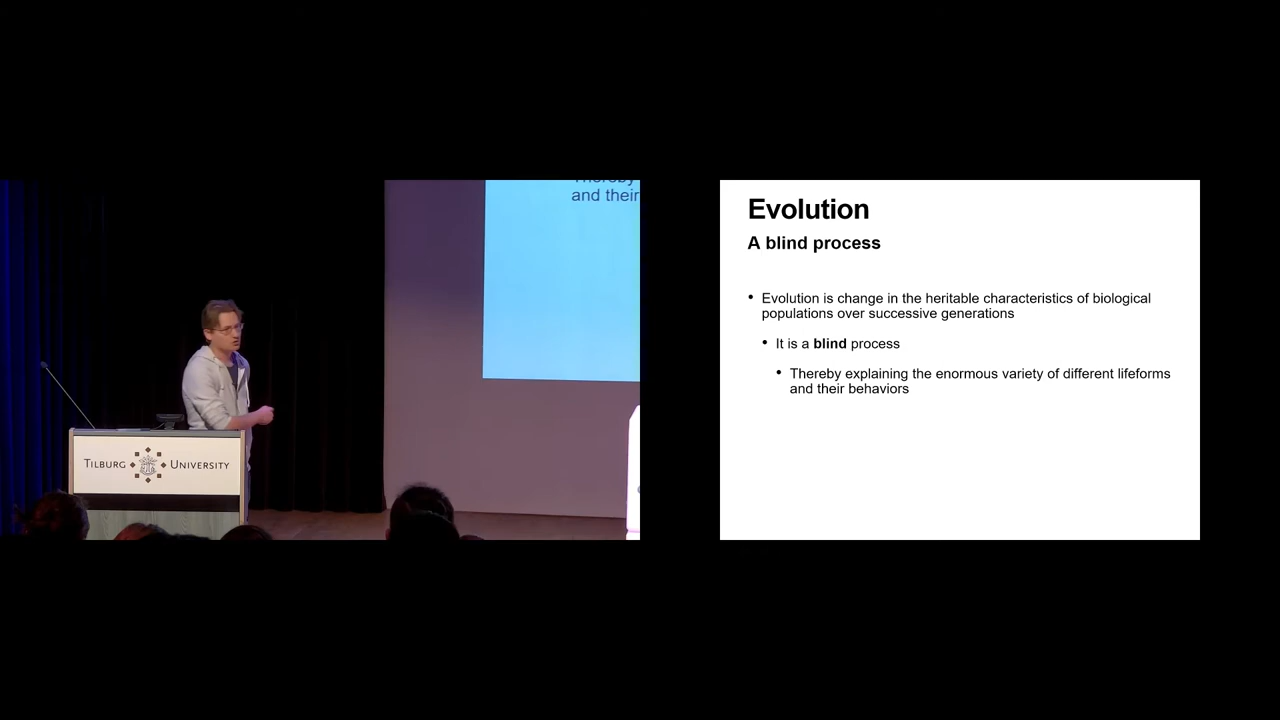 and their
TILBURG UNIVERSITY
Evolution
A blind process
• Evolution is change in the heritable characteristics of biological
populations over successive generations
• It is a blind process
• Thereby explaining the enormous variety of different lifeforms
and their behaviors